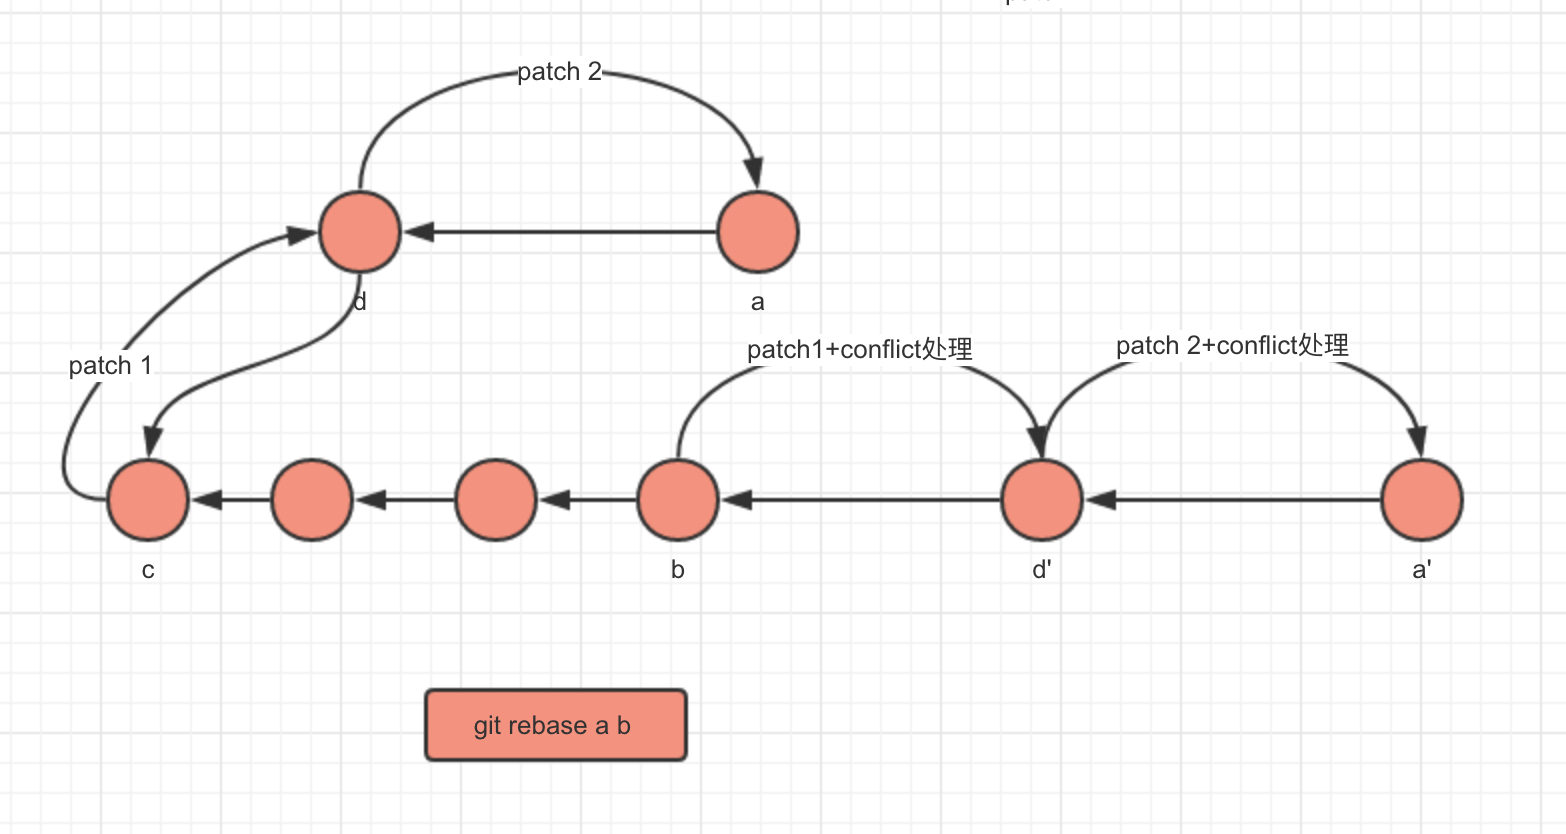 patch 2
d
a
patch 1
patch1+conflict处理
patch 2+conflict处理
c
b
d'
a'
git rebase a b